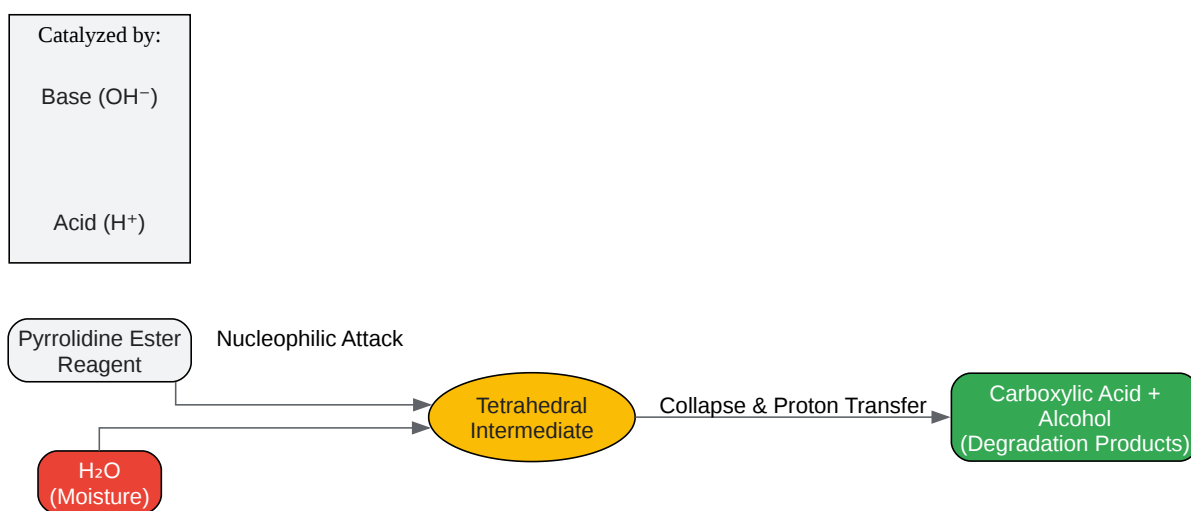 Catalyzed by:
Base (OH⁻)
Acid (H⁺)
Pyrrolidine Ester
Reagent
Nucleophilic Attack
H₂O
(Moisture)
Tetrahedral
Intermediate
Collapse & Proton Transfer
Carboxylic Acid +
Alcohol
(Degradation Products)